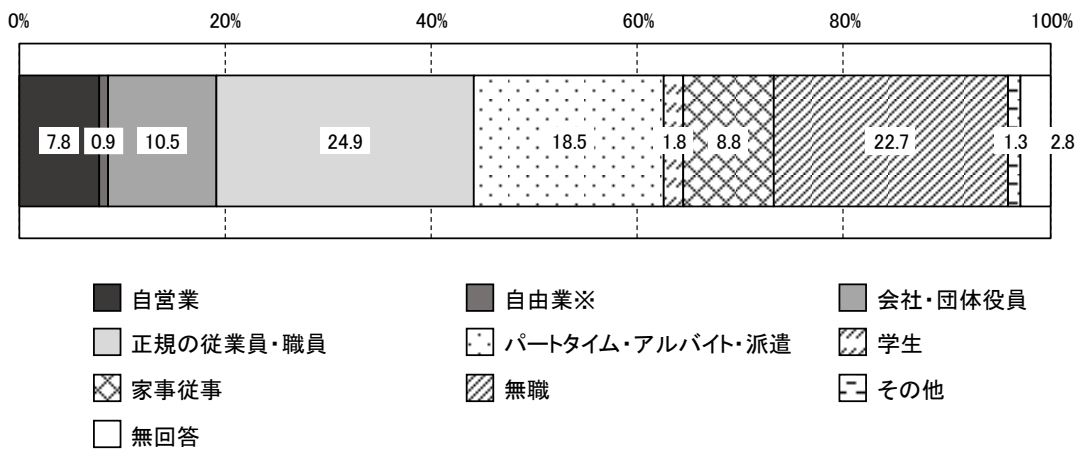 0% 20% 40% 60% 80% 100%
7.8 0.9 10.5 24.9 18.5 1.8 8.8 22.7 1.3 2.8
自営業 自由業※ 会社・団体役員
正規の従業員・職員 パートタイム・アルバイト・派遣 学生
家事従事 無職 その他
無回答